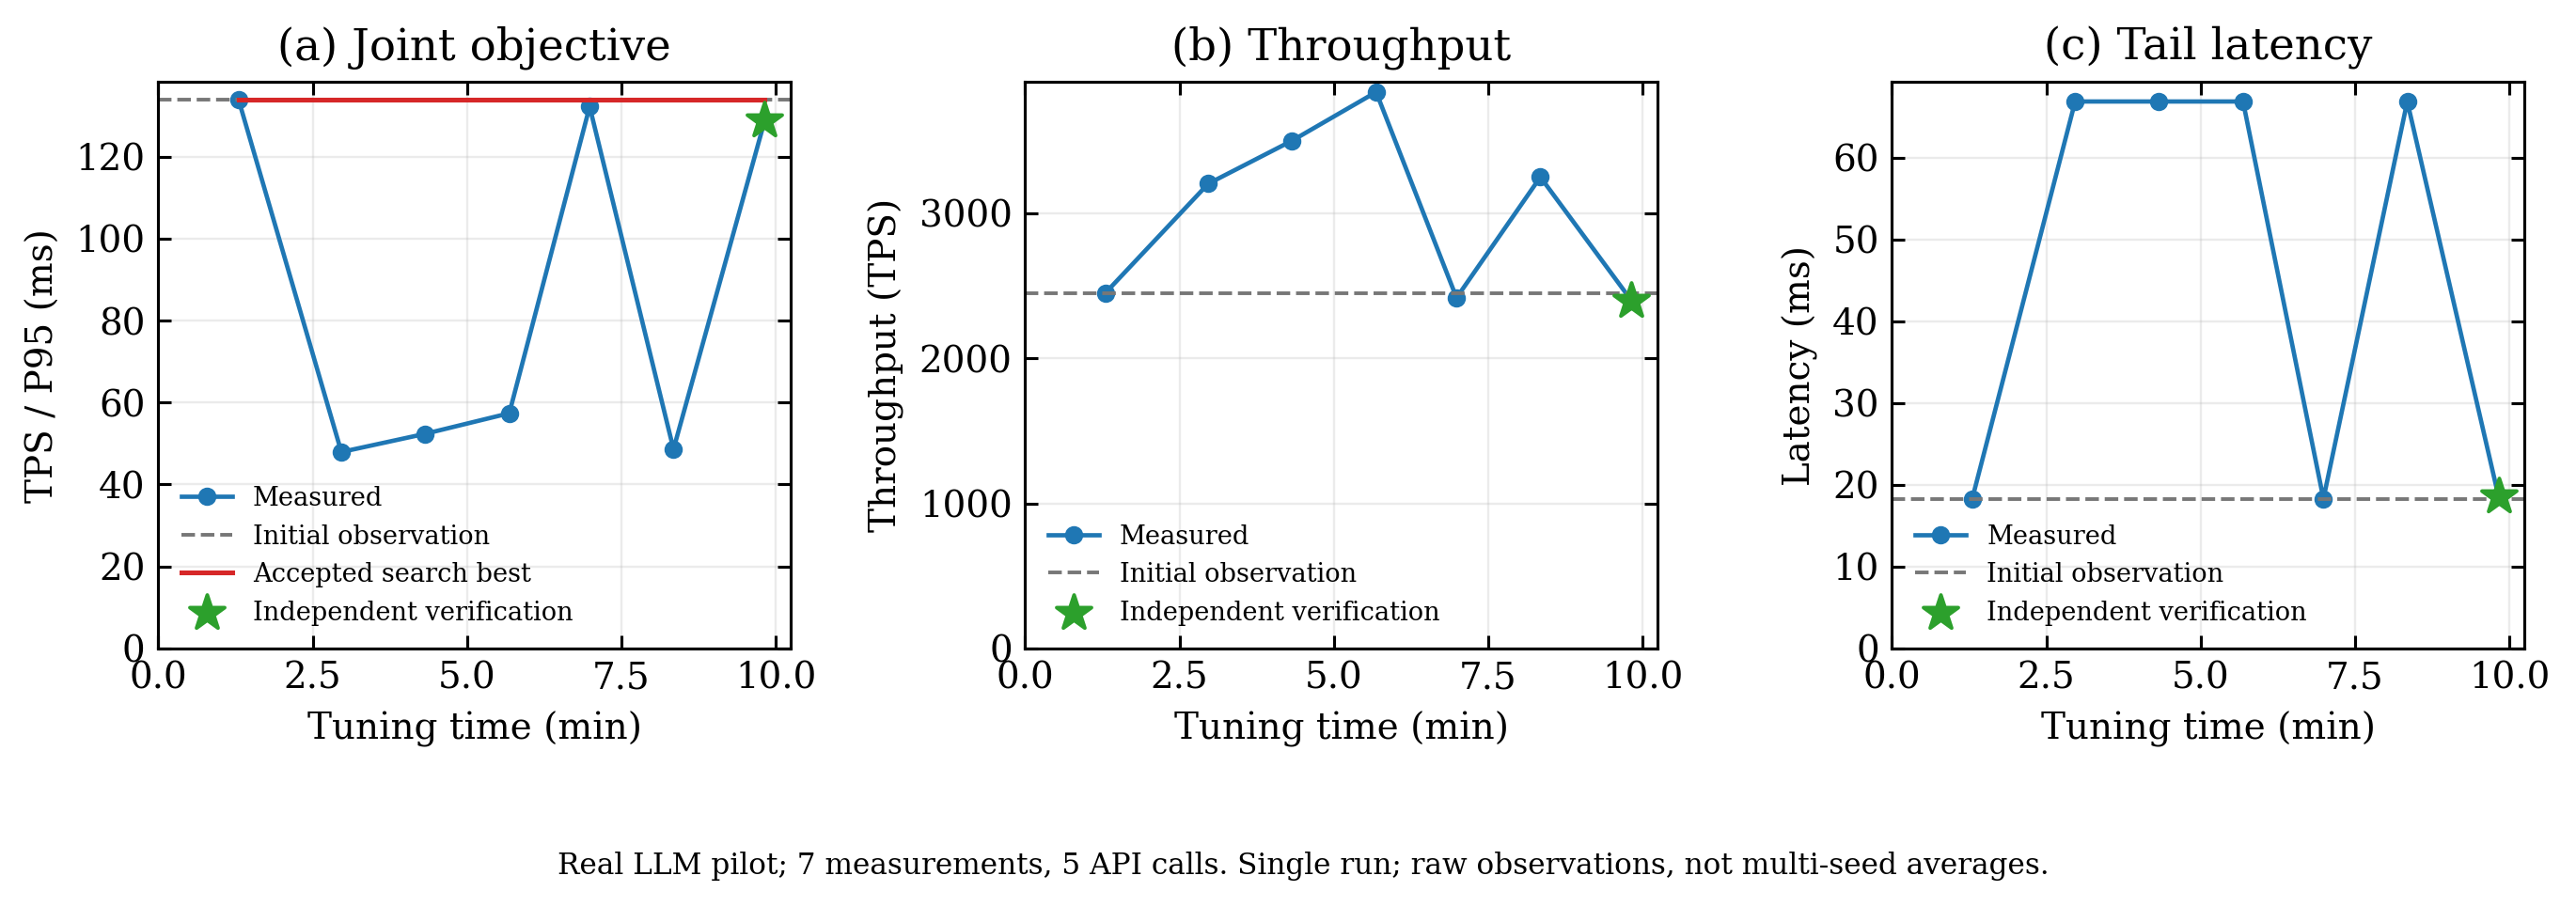 (a) Joint objective
TPS / P95 (ms)
120
100
80
60
40
20
0
Measured
Initial observation
Accepted search best
Independent verification
0.0 2.5 5.0 7.5 10.0
Tuning time (min)
(b) Throughput
Throughput (TPS)
3000
2000
1000
0
Measured
Initial observation
Independent verification
0.0 2.5 5.0 7.5 10.0
Tuning time (min)
(c) Tail latency
Latency (ms)
60
50
40
30
20
10
0
Measured
Initial observation
Independent verification
0.0 2.5 5.0 7.5 10.0
Tuning time (min)
Real LLM pilot; 7 measurements, 5 API calls. Single run; raw observations, not multi-seed averages.